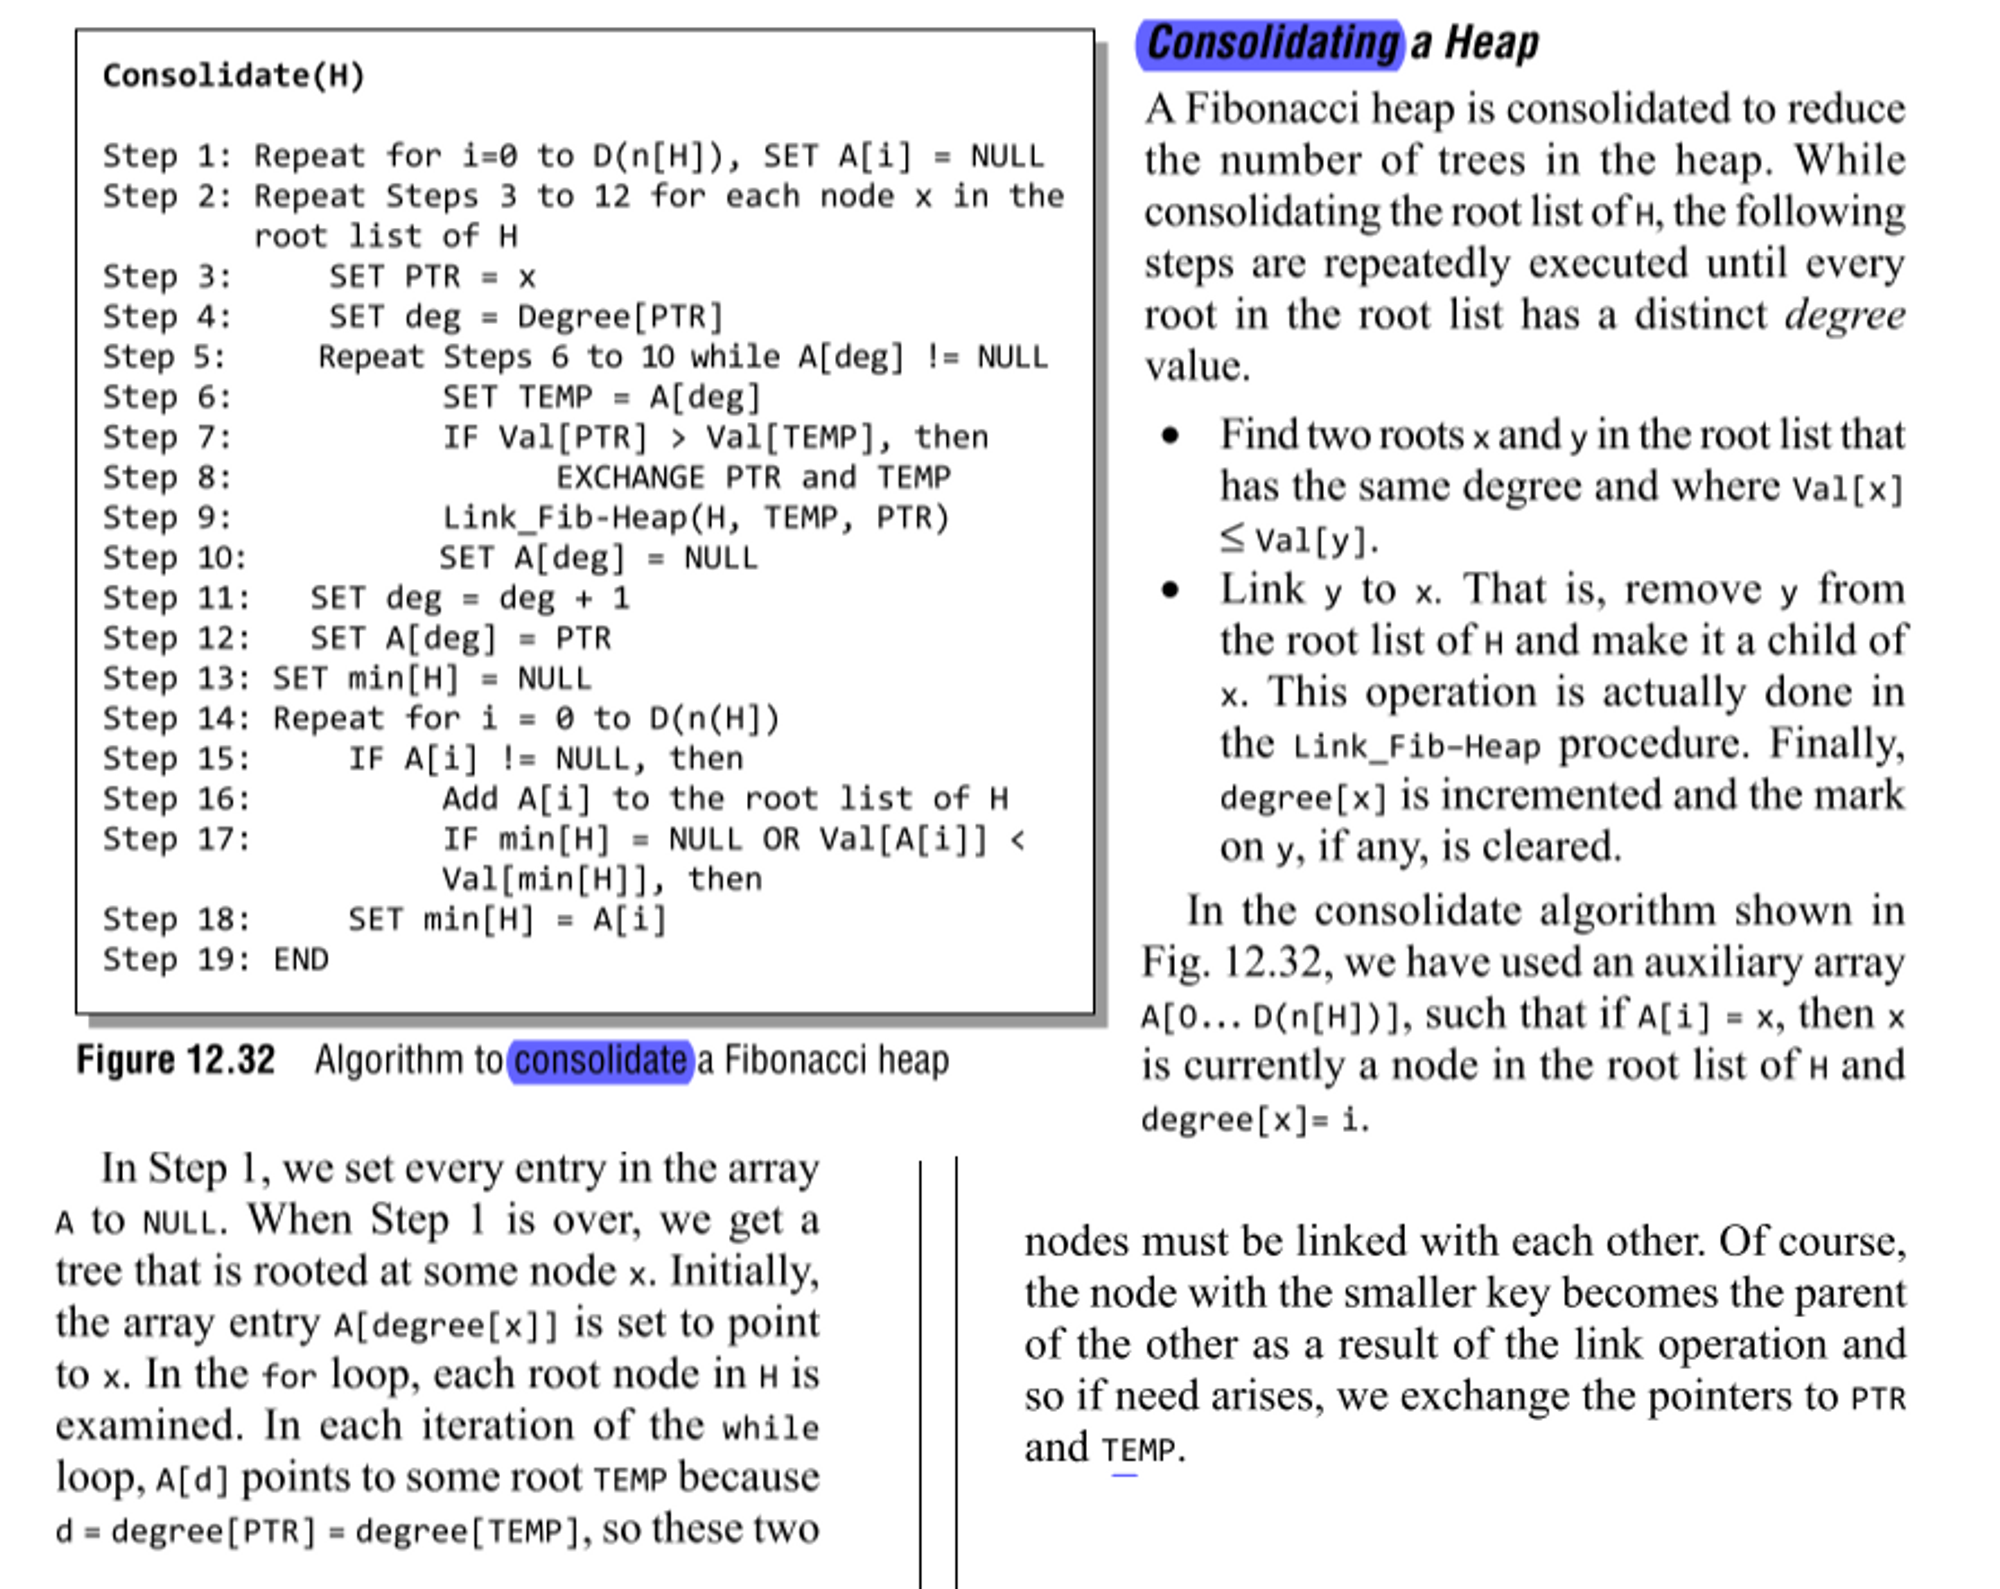 Consolidate(H)
Step 1: Repeat for i=0 to D(n[H]), SET A[i] = NULL
Step 2: Repeat Steps 3 to 12 for each node x in the
root list of H
Step 3: SET PTR = x
Step 4: SET deg = Degree[PTR]
Step 5: Repeat Steps 6 to 10 while A[deg] != NULL
Step 6: SET TEMP = A[deg]
Step 7: IF Val[PTR] > Val[TEMP], then
Step 8: EXCHANGE PTR and TEMP
Step 9: Link_Fib-Heap(H, TEMP, PTR)
Step 10: SET A[deg] = NULL
Step 11: SET deg = deg + 1
Step 12: SET A[deg] = PTR
Step 13: SET min[H] = NULL
Step 14: Repeat for i = 0 to D(n(H])
Step 15: IF A[i] != NULL, then
Step 16: Add A[i] to the root list of H
Step 17: IF min[H] = NULL OR Val[A[i]] <
Val[min[H]], then
Step 18: SET min[H] = A[i]
Step 19: END
Figure 12.32 Algorithm to consolidate a Fibonacci heap
Consolidating a Heap
A Fibonacci heap is consolidated to reduce
the number of trees in the heap. While
consolidating the root list of H, the following
steps are repeatedly executed until every
root in the root list has a distinct degree
value.
• Find two roots x and y in the root list that
has the same degree and where Val[x]
≤ Val[y].
• Link y to x. That is, remove y from
the root list of H and make it a child of
x. This operation is actually done in
the Link_Fib-Heap procedure. Finally,
degree[x] is incremented and the mark
on y, if any, is cleared.
In the consolidate algorithm shown in
Fig. 12.32, we have used an auxiliary array
A[0... D(n[H])], such that if A[i] = x, then x
is currently a node in the root list of H and
degree[x]= i.
In Step 1, we set every entry in the array
A to NULL. When Step 1 is over, we get a
tree that is rooted at some node x. Initially,
the array entry A[degree[x]] is set to point
to x. In the for loop, each root node in H is
examined. In each iteration of the while
loop, A[d] points to some root TEMP because
d = degree[PTR] = degree[TEMP], so these two
nodes must be linked with each other. Of course,
the node with the smaller key becomes the parent
of the other as a result of the link operation and
so if need arises, we exchange the pointers to PTR
and TEMP.